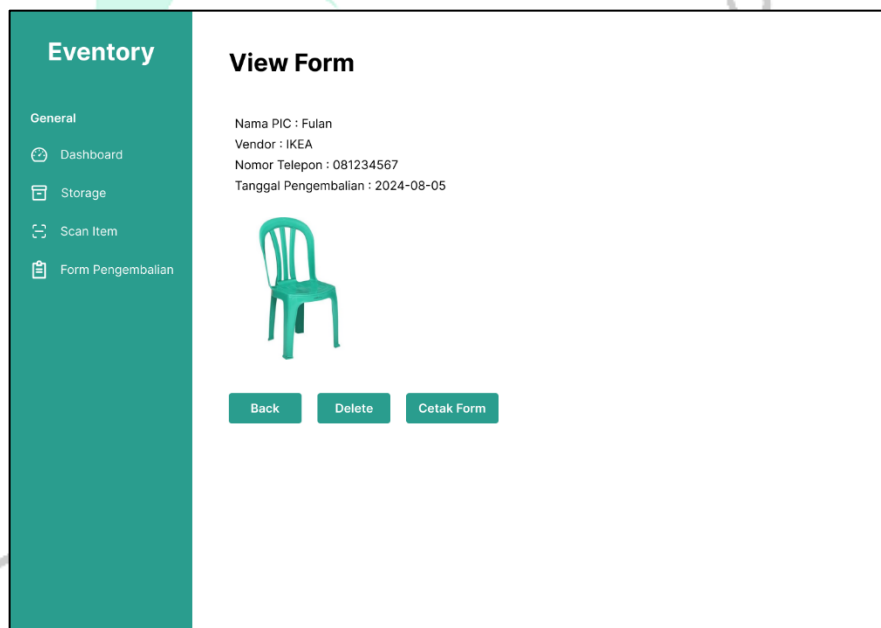 Eventory
General
Dashboard
Storage
Scan Item
Form Pengembalian
View Form
Nama PIC : Fulan
Vendor : IKEA
Nomor Telepon : 081234567
Tanggal Pengembalian : 2024-08-05
Back
Delete
Cetak Form